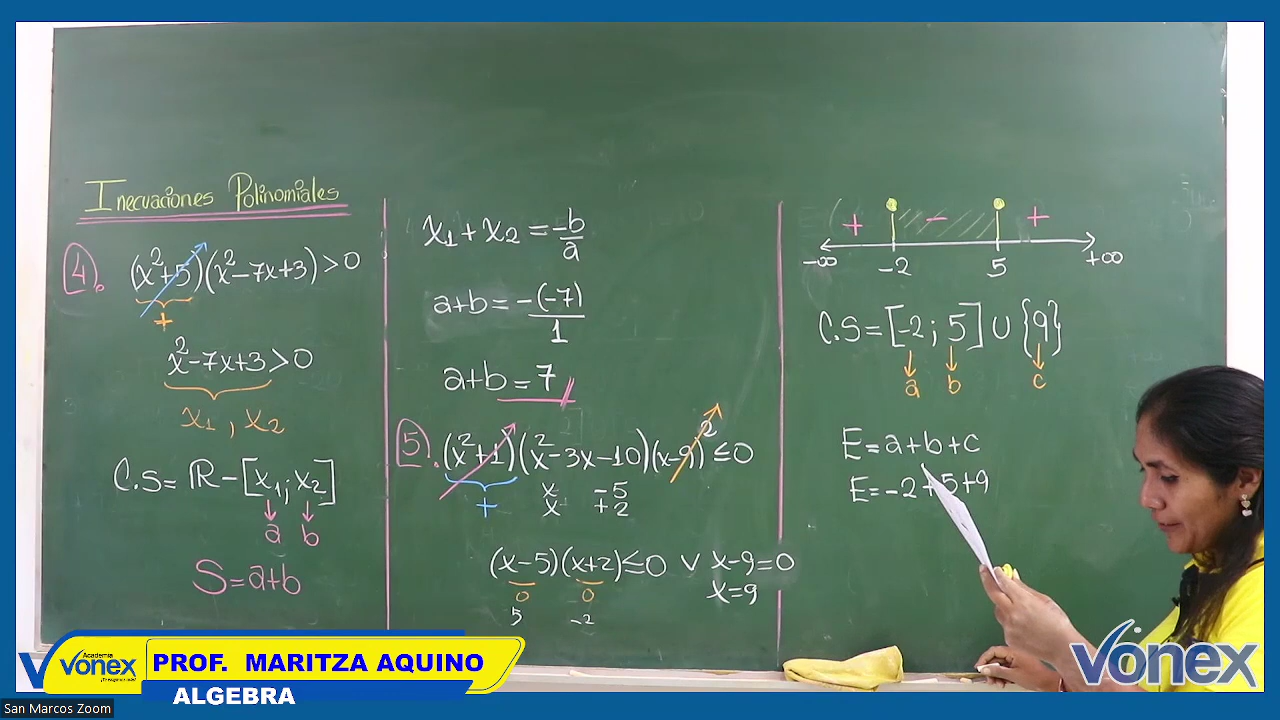 Inecuaciones Polinomiales
4. (x²+5)(x²-7x+3)>0
+
x²-7x+3>0
x₁, x₂
C.S= ℝ-[x₁; x₂]
a b
S=a+b
x₁+x₂ = -b/a
a+b = -(-7)/1
a+b = 7
5. (x²+1)(x²-3x-10)(x-9)² ≤0
+
x -5
x +2
(x-5)(x+2)≤0 ∨ x-9=0
0 0
x=9
5 -2
+ - +
-∞ -2 5 +∞
C.S=[-2; 5]∪{9}
a b c
E=a+b+c
E=-2+5+9
Academia
Vonex
PROF. MARITZA AQUINO
ALGEBRA
vonex
San Marcos Zoom